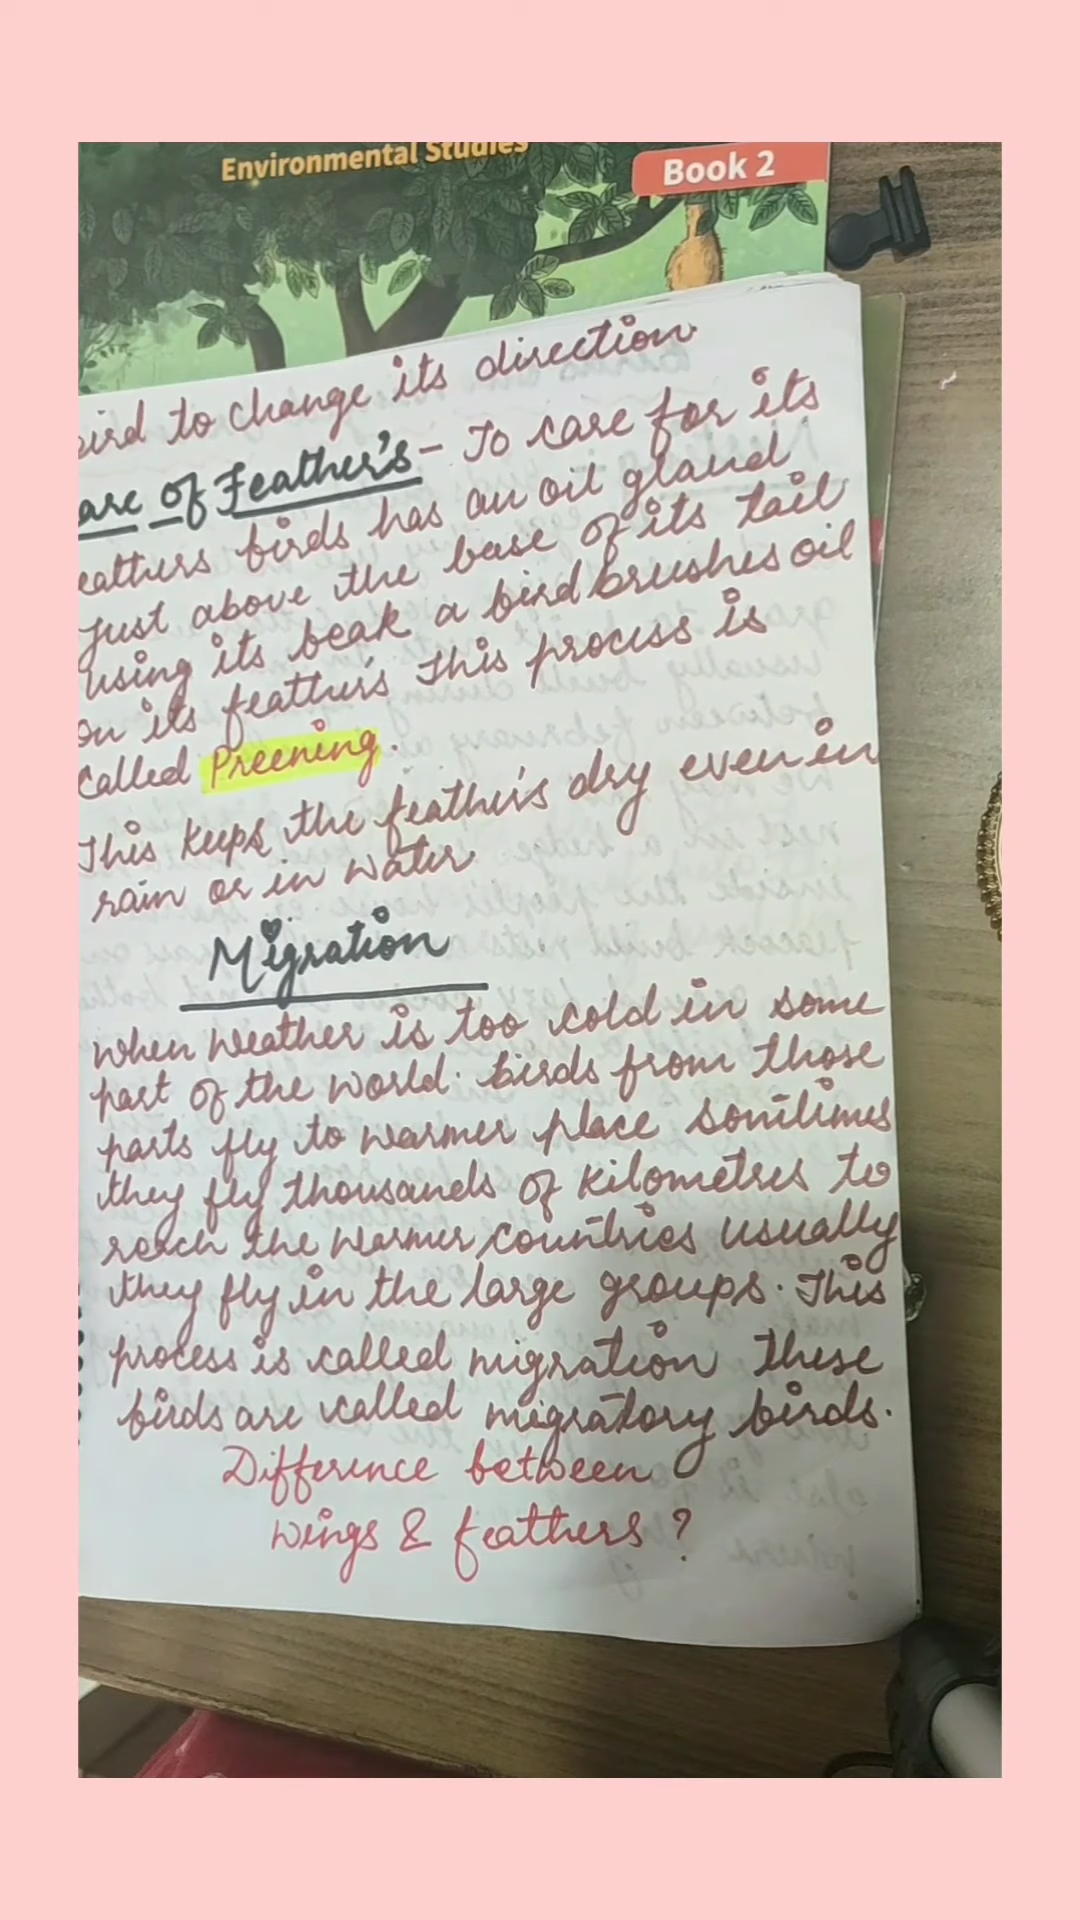 Environmental Studies
Book 2
bird to change its direction
care of Feather's - To care for its
eathers birds has an oil gland
Just above the base of its tail
using its beak a bird brushes oil
on its feather's This process is
called Preening.
This keeps the feather's dry even in
rain or in water
Migration
When weather is too cold in some
part of the world. birds from those
parts fly to warmer place somtimes
they fly thousands of kilometres to
reach the warmer countries usually
they fly in the large groups. This
process is called migration these
birds are called migratory birds.
Difference between
wings & feathers?